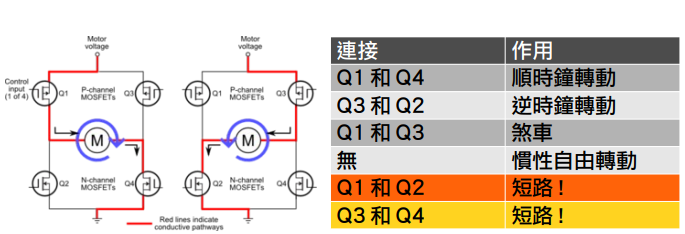 Motor
voltage
Control
input
(1 of 4)
Q1
P-channel
MOSFETs
Q3
M
Q2
N-channel
MOSFETs
Q4
Motor
voltage
Q1
P-channel
MOSFETs
Q3
M
Q2
N-channel
MOSFETs
Q4
Red lines indicate
conductive pathways
連接 作用
Q1 和 Q4 順時鐘轉動
Q3 和 Q2 逆時鐘轉動
Q1 和 Q3 煞車
無 慣性自由轉動
Q1 和 Q2 短路！
Q3 和 Q4 短路！